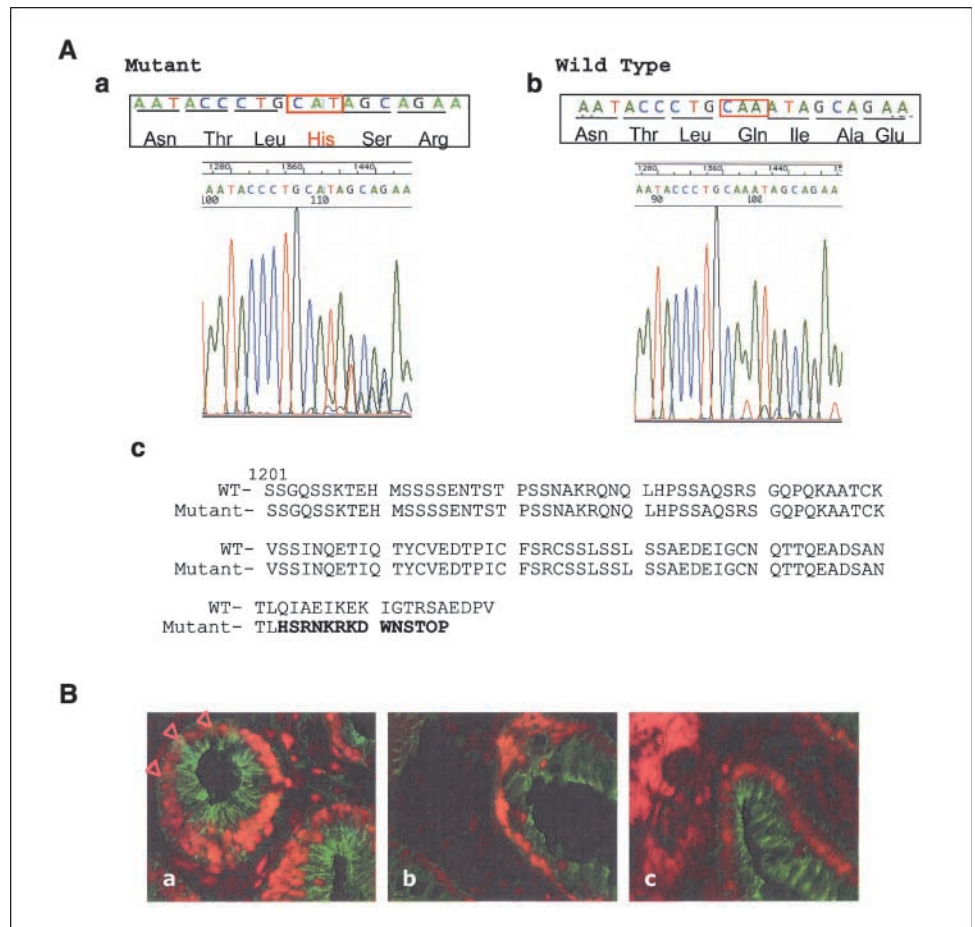 A
a
Mutant
AATACCCTGCATAGCAGAA
Asn Thr Leu His Ser Arg
1280 1360 1440
AATACCCTGCATAGCAGAA
100 110
b
Wild Type
AATACCCTGCAAATAGCAGAA
Asn Thr Leu Gln Ile Ala Glu
1280 1360 1440
AATACCCTGCAAATAGCAGAA
90 100
c
1201
WT- SSGQSSKTEH MSSSSENTST PSSNAKRQNQ LHPSSAQSRS GQPQKAATCK
Mutant- SSGQSSKTEH MSSSSENTST PSSNAKRQNQ LHPSSAQSRS GQPQKAATCK
WT- VSSINQETIQ TYCVEDTPIC FSRCSSLSSL SSAEDEIGCN QTTQEADSAN
Mutant- VSSINQETIQ TYCVEDTPIC FSRCSSLSSL SSAEDEIGCN QTTQEADSAN
WT- TLQIAEIKEK IGTRSAEDPV
Mutant- TLHSRNKRKD WNSTOP
B
a
b
c